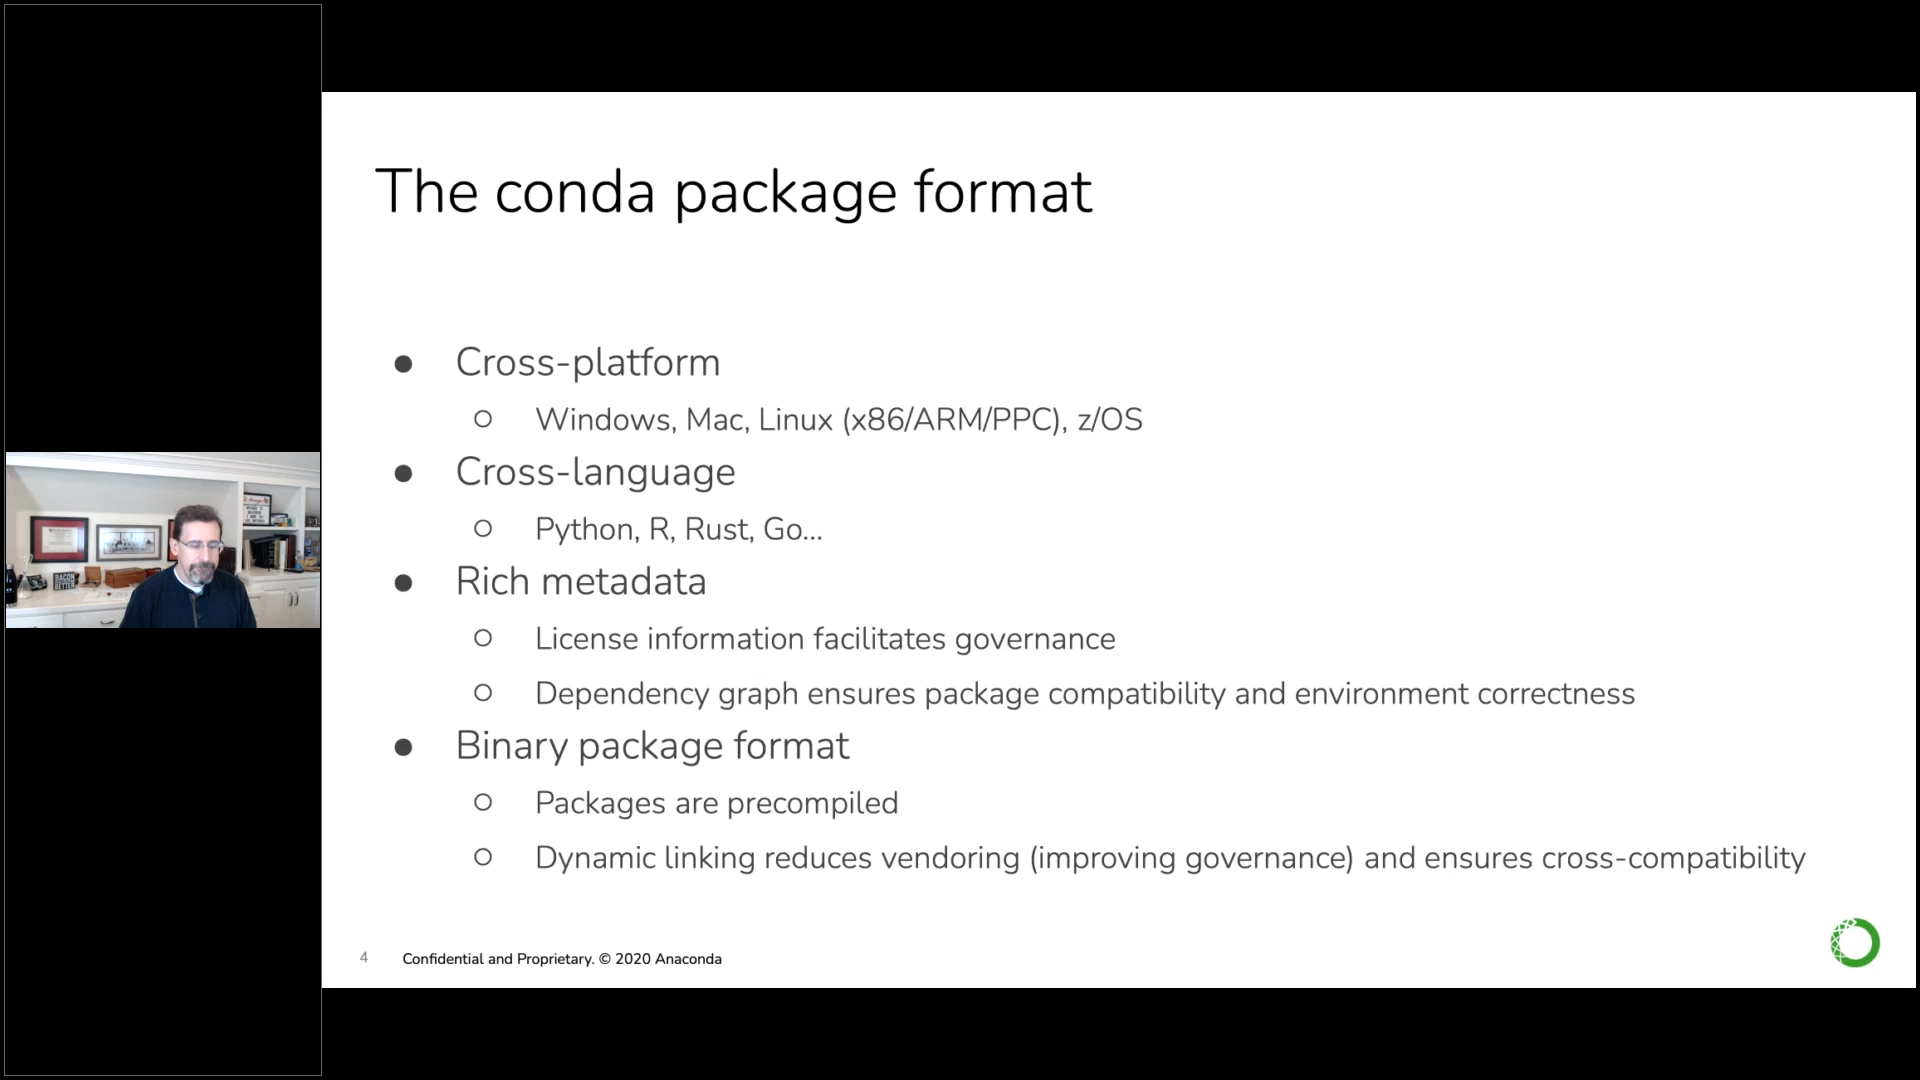 The conda package format
● Cross-platform
○ Windows, Mac, Linux (x86/ARM/PPC), z/OS
● Cross-language
○ Python, R, Rust, Go...
● Rich metadata
○ License information facilitates governance
○ Dependency graph ensures package compatibility and environment correctness
● Binary package format
○ Packages are precompiled
○ Dynamic linking reduces vendoring (improving governance) and ensures cross-compatibility
4 Confidential and Proprietary. © 2020 Anaconda
BACON
BETTER